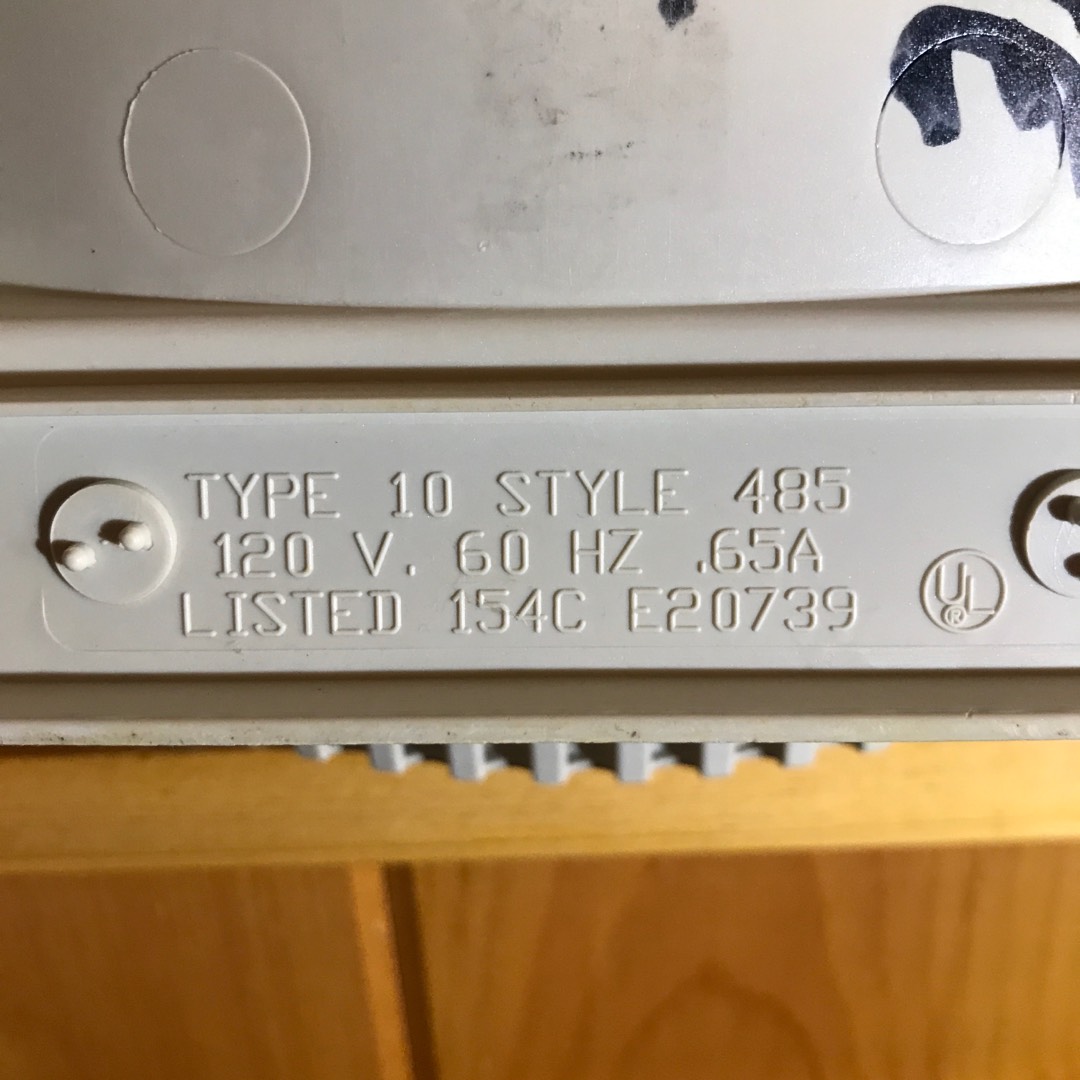 TYPE 10 STYLE 485
120 V. 60 HZ .65A
LISTED 154C E20739
UL
®